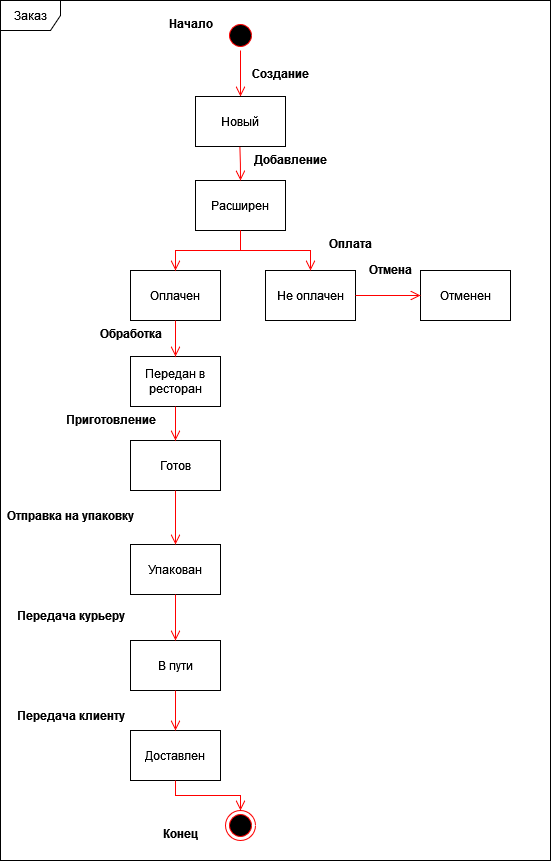 Заказ
Начало
Создание
Новый
Добавление
Расширен
Оплата
Отмена
Оплачен
Не оплачен
Отменен
Обработка
Передан в
ресторан
Приготовление
Готов
Отправка на упаковку
Упакован
Передача курьеру
В пути
Передача клиенту
Доставлен
Конец